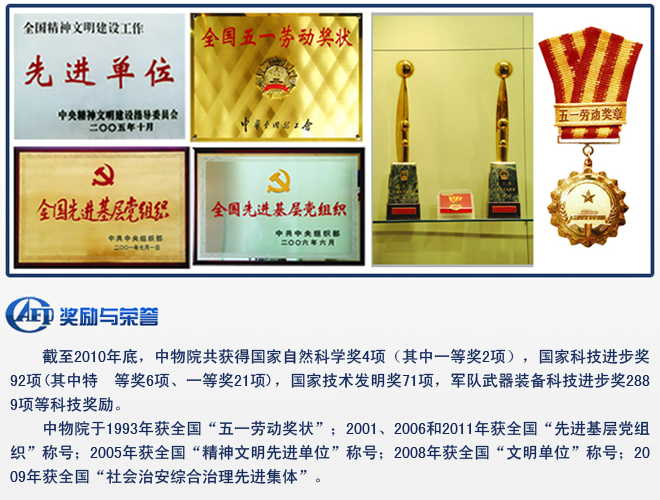 全国精神文明建设工作
先进单位
中央精神文明建设指导委员会
二〇〇五年十月
全国五一劳动奖状
中华全国总工会
五一劳动奖章
全国先进基层党组织
中共中央组织部
二〇〇一年七月一日
全国先进基层党组织
中共中央组织部
二〇〇六年六月
奖励与荣誉
截至2010年底，中物院共获得国家自然科学奖4项（其中一等奖2项），国家科技进步奖
92项(其中特　等奖6项、一等奖21项)，国家技术发明奖71项，军队武器装备科技进步奖288
9项等科技奖励。
中物院于1993年获全国“五一劳动奖状”；2001、2006和2011年获全国“先进基层党组
织”称号；2005年获全国“精神文明先进单位”称号；2008年获“文明单位”称号；20
09年获全国“社会治安综合治理先进集体”。